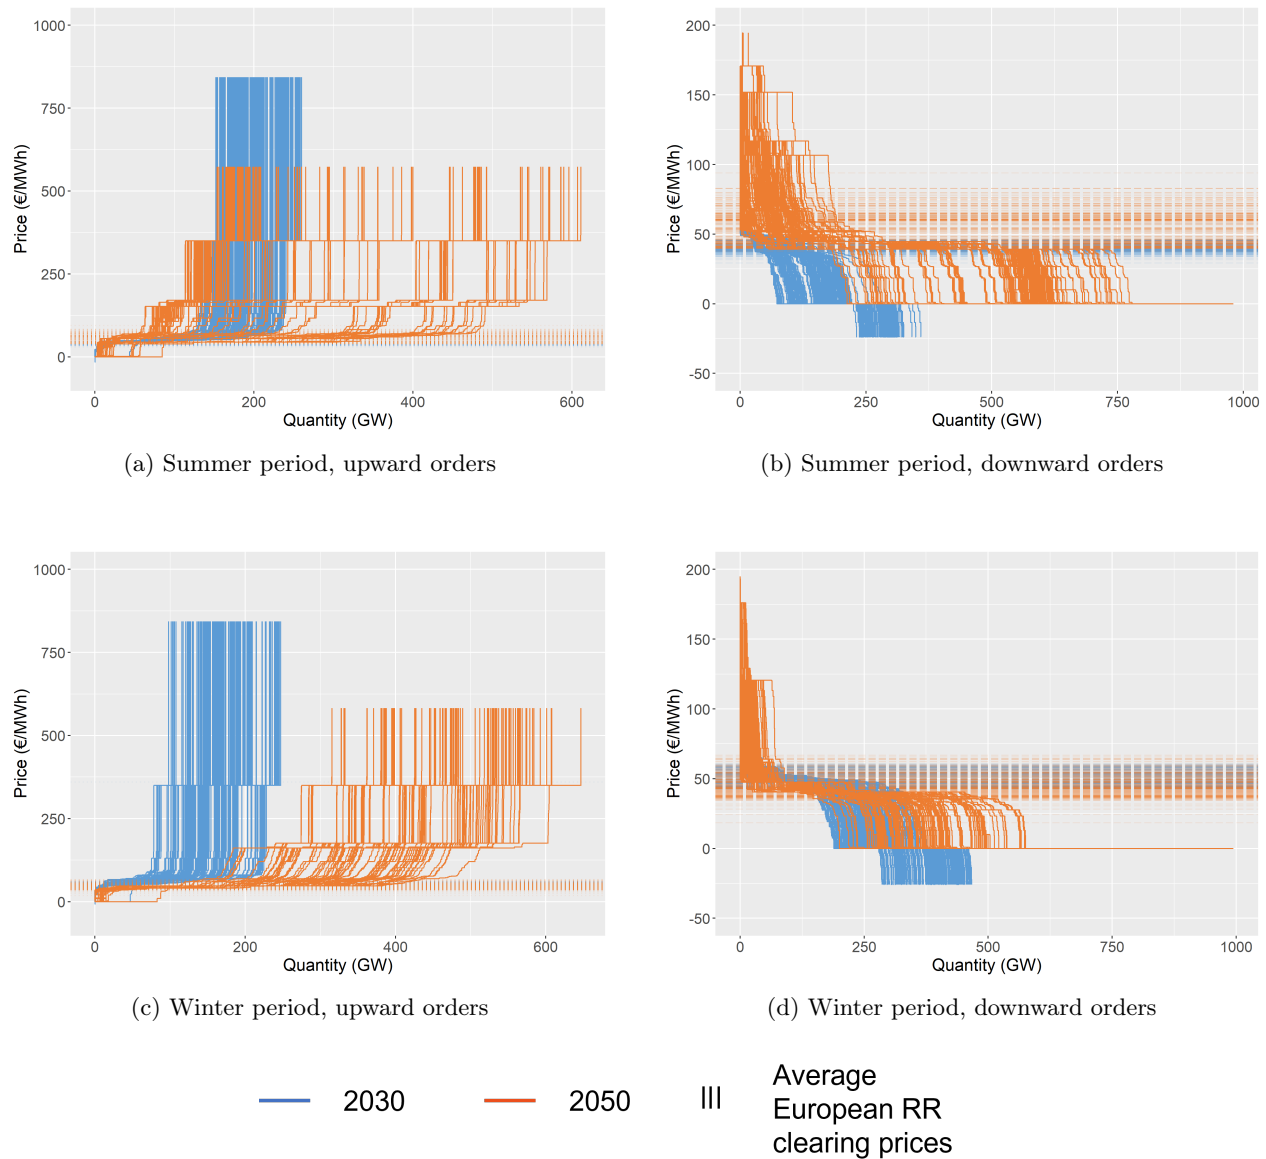 1000
750
500
250
0
Price (€/MWh)
0
200
400
600
Quantity (GW)
(a) Summer period, upward orders
200
150
100
50
0
-50
Price (€/MWh)
0
250
500
750
1000
Quantity (GW)
(b) Summer period, downward orders
1000
750
500
250
0
Price (€/MWh)
0
200
400
600
Quantity (GW)
(c) Winter period, upward orders
200
150
100
50
0
-50
Price (€/MWh)
0
250
500
750
1000
Quantity (GW)
(d) Winter period, downward orders
2030
2050
Average
European RR
clearing prices